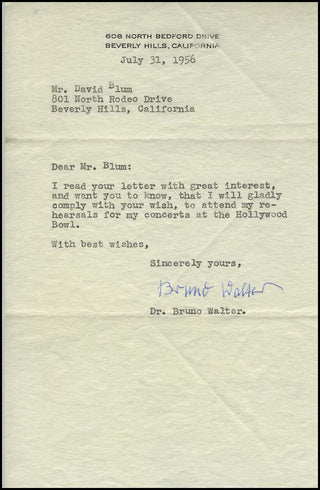 608 NORTH BEDFORD DRIVE
BEVERLY HILLS, CALIFORNIA
July 31, 1956
Mr. David Blum
801 North Rodeo Drive
Beverly Hills, California
Dear Mr. Blum:
I read your letter with great interest,
and want you to know, that I will gladly
comply with your wish, to attend my re-
hearsals for my concerts at the Hollywood
Bowl.
With best wishes,
Sincerely yours,
Bruno Walter
Dr. Bruno Walter.